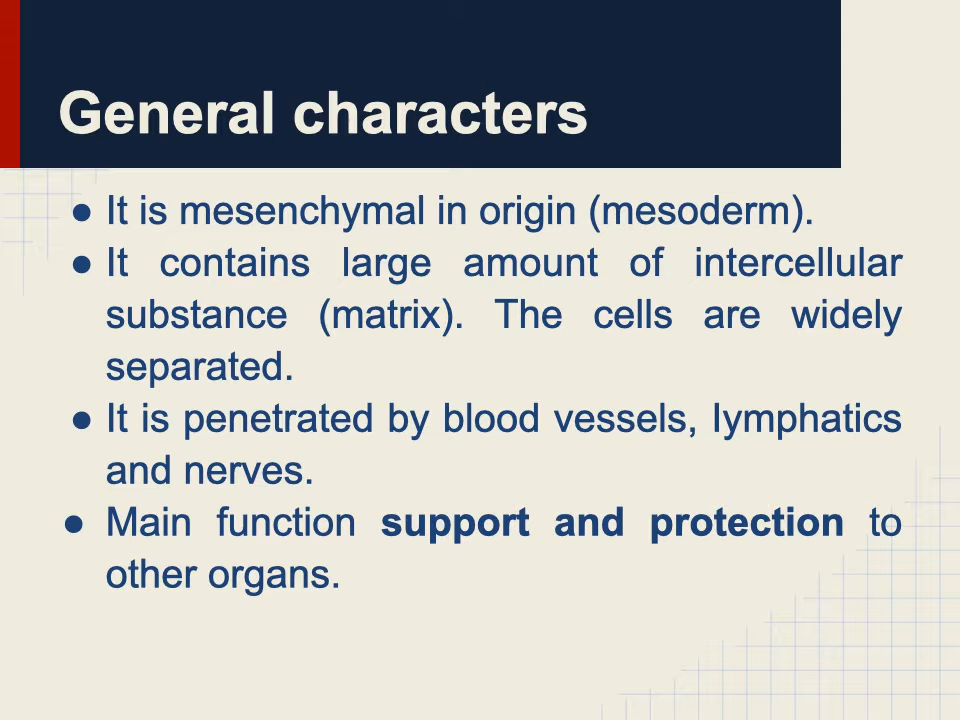 General characters
● It is mesenchymal in origin (mesoderm).
● It contains large amount of intercellular
substance (matrix). The cells are widely
separated.
● It is penetrated by blood vessels, lymphatics
and nerves.
● Main function support and protection to
other organs.